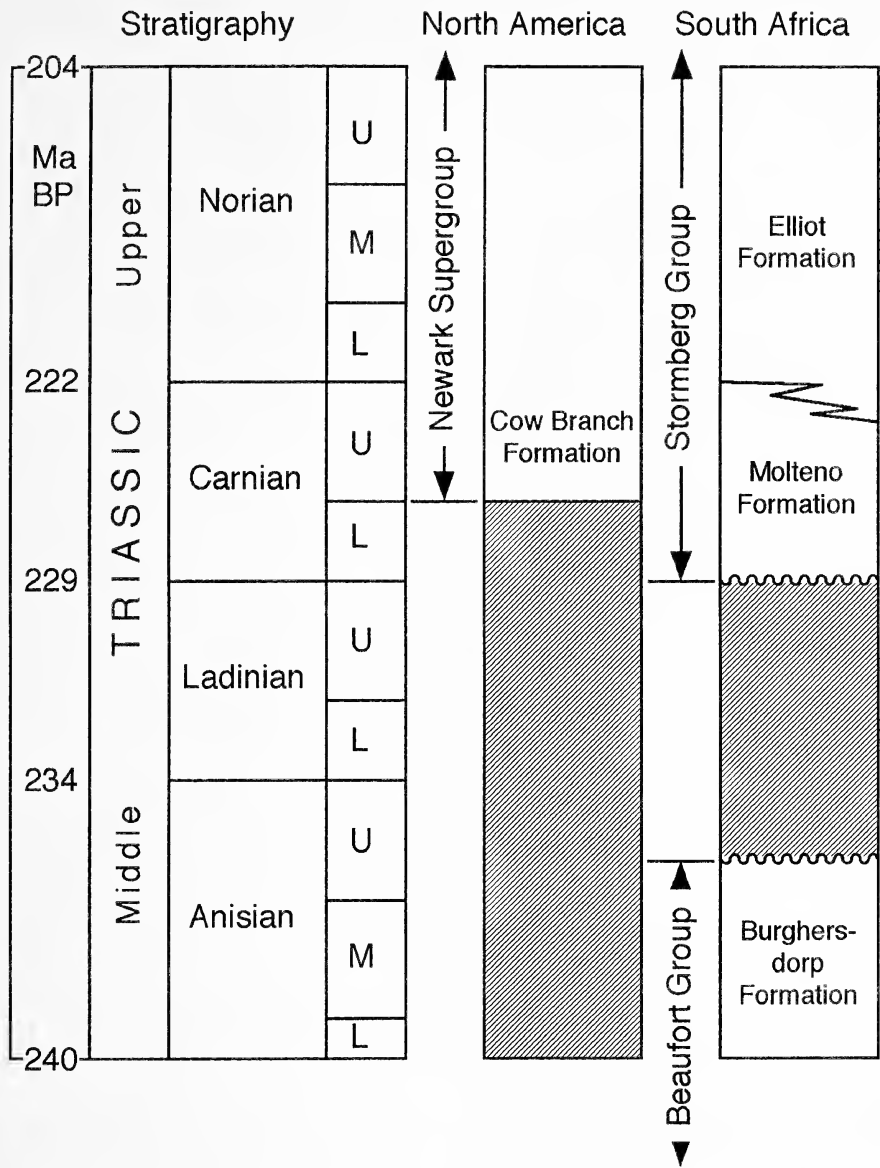 Stratigraphy North America South Africa
204
Ma
BP
222
229
234
240
Upper
TRIASSIC
Middle
Norian
Carnian
Ladinian
Anisian
U
M
L
U
L
U
L
U
M
L
Newark Supergroup
Cow Branch
Formation
Stormberg Group
Beaufort Group
Elliot
Formation
Molteno
Formation
Burghers-
dorp
Formation